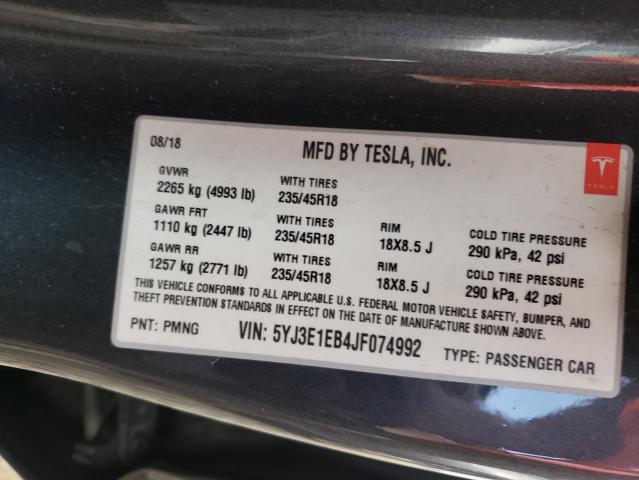 08/18
MFD BY TESLA, INC.
TESLA
GVWR
2265 kg (4993 lb)
WITH TIRES
235/45R18
GAWR FRT
1110 kg (2447 lb)
WITH TIRES
235/45R18
RIM
18X8.5 J
COLD TIRE PRESSURE
290 kPa, 42 psi
GAWR RR
1257 kg (2771 lb)
WITH TIRES
235/45R18
RIM
18X8.5 J
COLD TIRE PRESSURE
290 kPa, 42 psi
THIS VEHICLE CONFORMS TO ALL APPLICABLE U.S. FEDERAL MOTOR VEHICLE SAFETY, BUMPER, AND
THEFT PREVENTION STANDARDS IN EFFECT ON THE DATE OF MANUFACTURE SHOWN ABOVE.
PNT: PMNG
VIN: 5YJ3E1EB4JF074992
TYPE: PASSENGER CAR